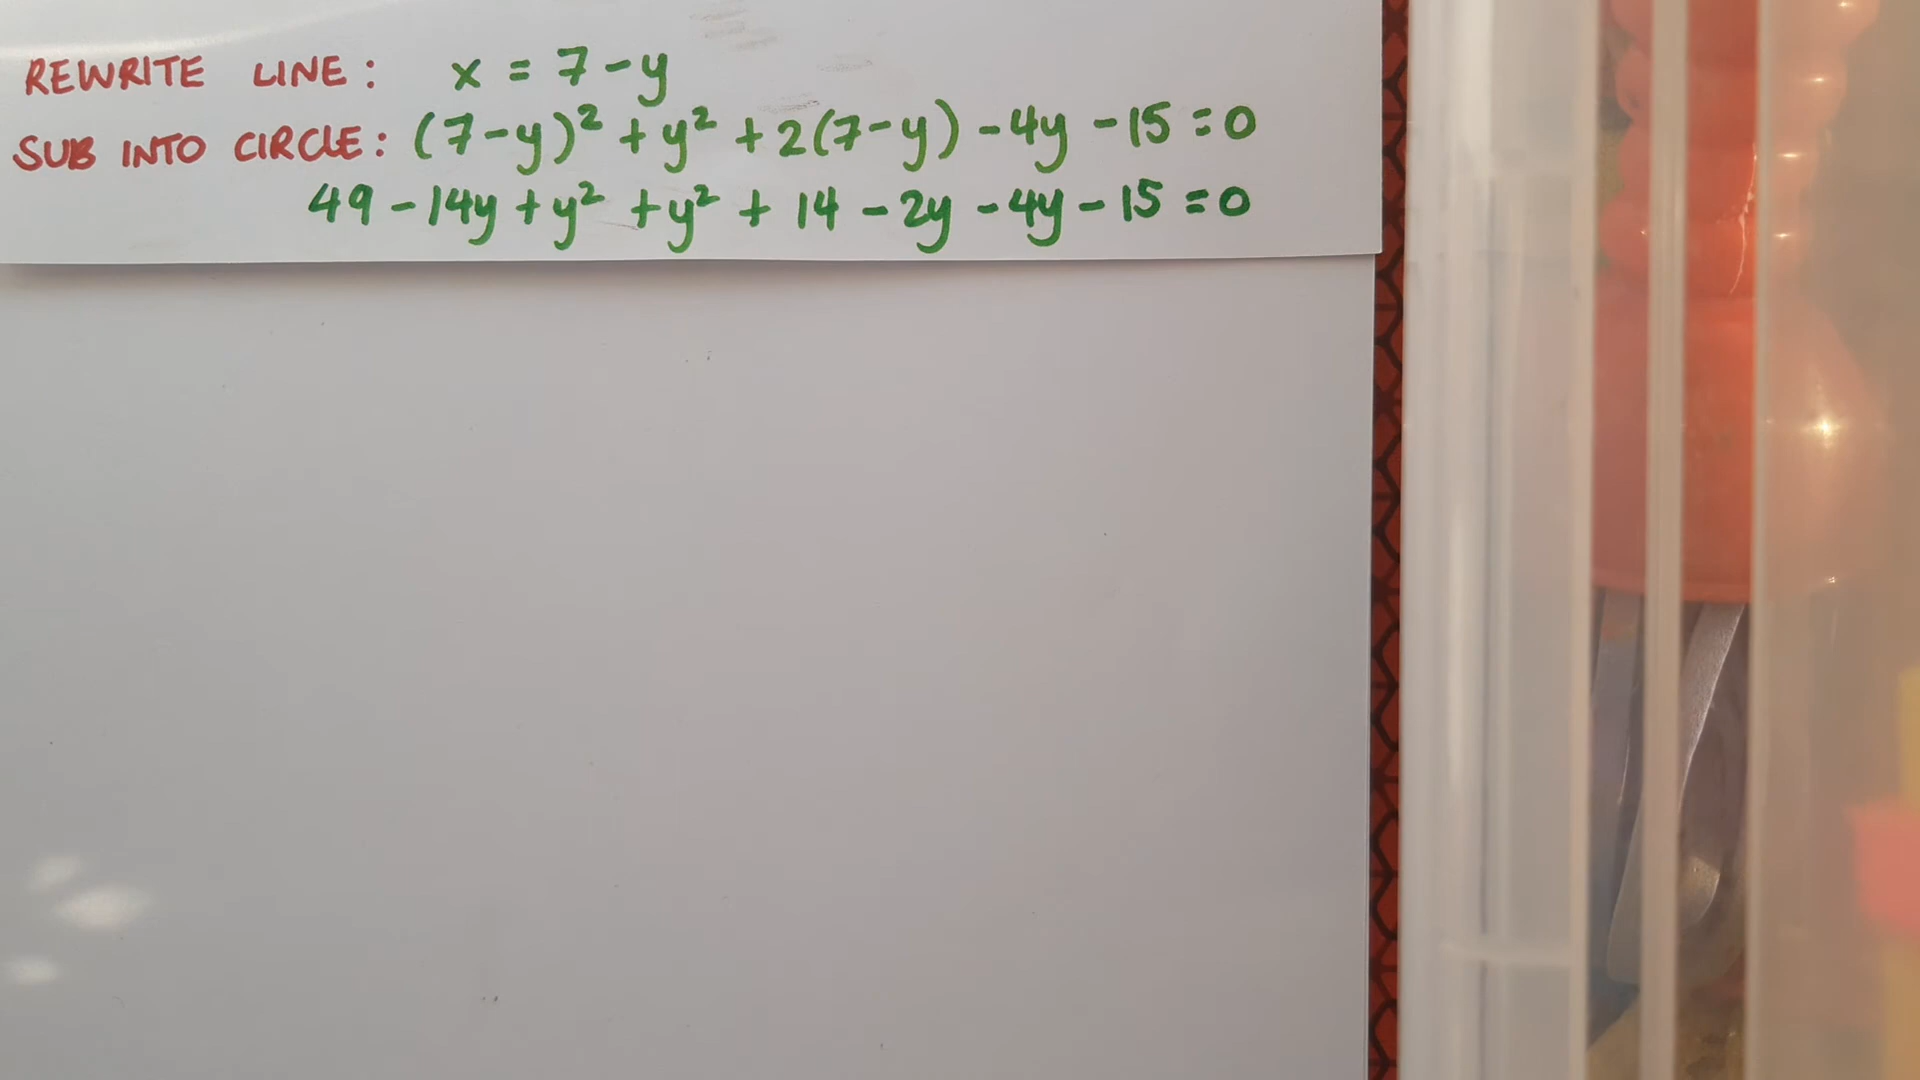 REWRITE LINE: x = 7 - y
SUB INTO CIRCLE: (7-y)² + y² + 2(7-y) - 4y - 15 = 0
49 - 14y + y² + y² + 14 - 2y - 4y - 15 = 0